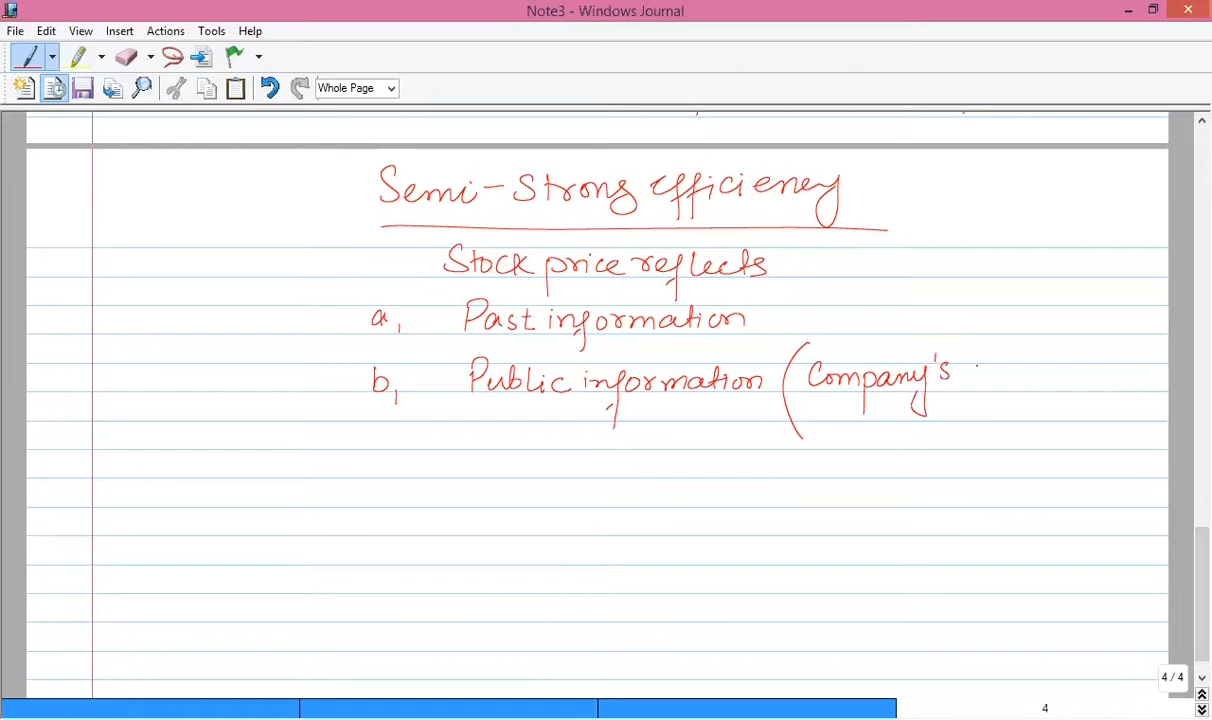 Note3 - Windows Journal
File Edit View Insert Actions Tools Help
Whole Page
Semi-Strong efficiency
Stock price reflects
a, Past information
b, Public information (Company's
4 / 4
4